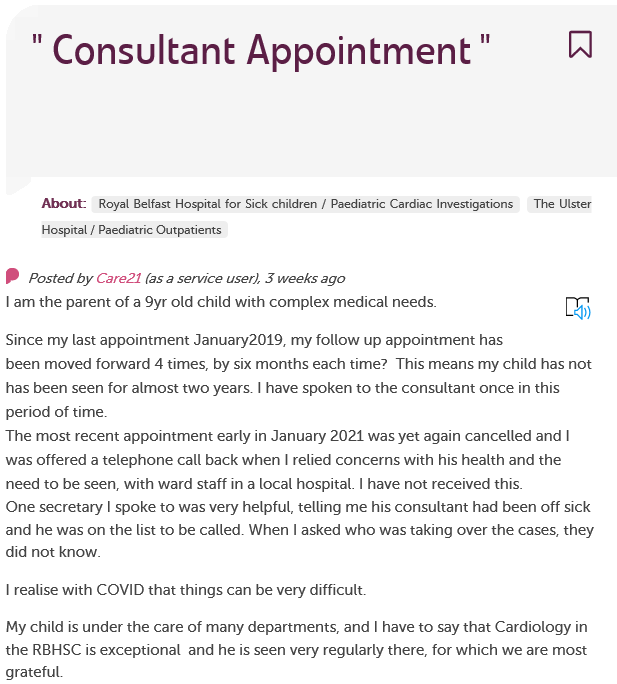 " Consultant Appointment "
About: Royal Belfast Hospital for Sick children / Paediatric Cardiac Investigations The Ulster
Hospital / Paediatric Outpatients
Posted by Care21 (as a service user), 3 weeks ago
I am the parent of a 9yr old child with complex medical needs.
Since my last appointment January2019, my follow up appointment has
been moved forward 4 times, by six months each time? This means my child has not
has been seen for almost two years. I have spoken to the consultant once in this
period of time.
The most recent appointment early in January 2021 was yet again cancelled and I
was offered a telephone call back when I relied concerns with his health and the
need to be seen, with ward staff in a local hospital. I have not received this.
One secretary I spoke to was very helpful, telling me his consultant had been off sick
and he was on the list to be called. When I asked who was taking over the cases, they
did not know.
I realise with COVID that things can be very difficult.
My child is under the care of many departments, and I have to say that Cardiology in
the RBHSC is exceptional and he is seen very regularly there, for which we are most
grateful.